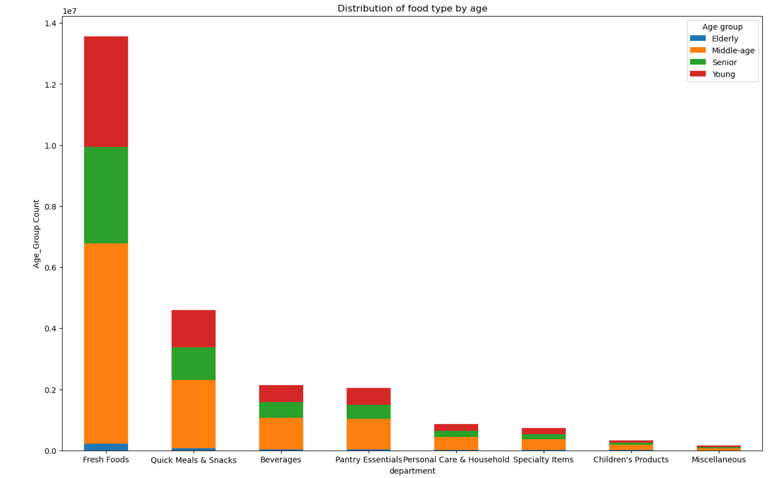 Distribution of food type by age
1e7
1.4
1.2
1.0
0.8
0.6
0.4
0.2
0.0
Age_Group Count
Age group
Elderly
Middle-age
Senior
Young
Fresh Foods Quick Meals & Snacks Beverages Pantry Essentials Personal Care & Household Specialty Items Children's Products Miscellaneous
department